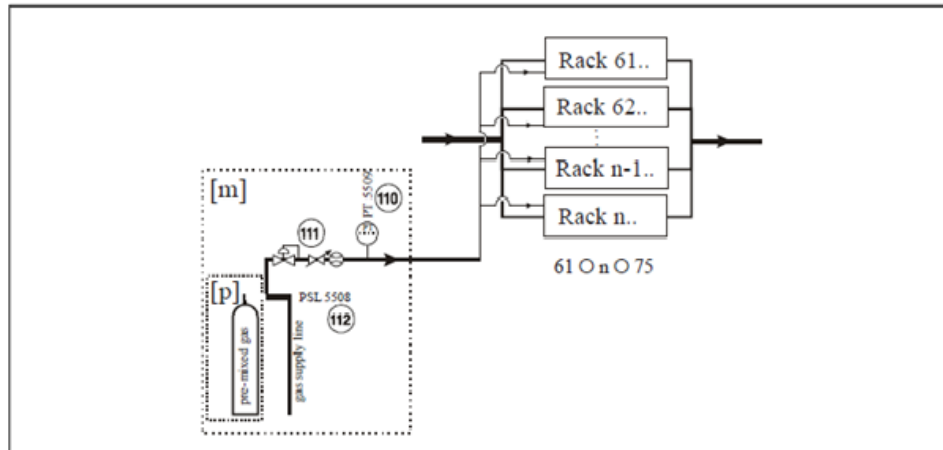 Rack 61..
Rack 62..
Rack n-1..
Rack n..
61 O n O 75
[m]
PT 5509
110
111
[p]
PSL 5508
112
pre-mixed gas
gas supply line